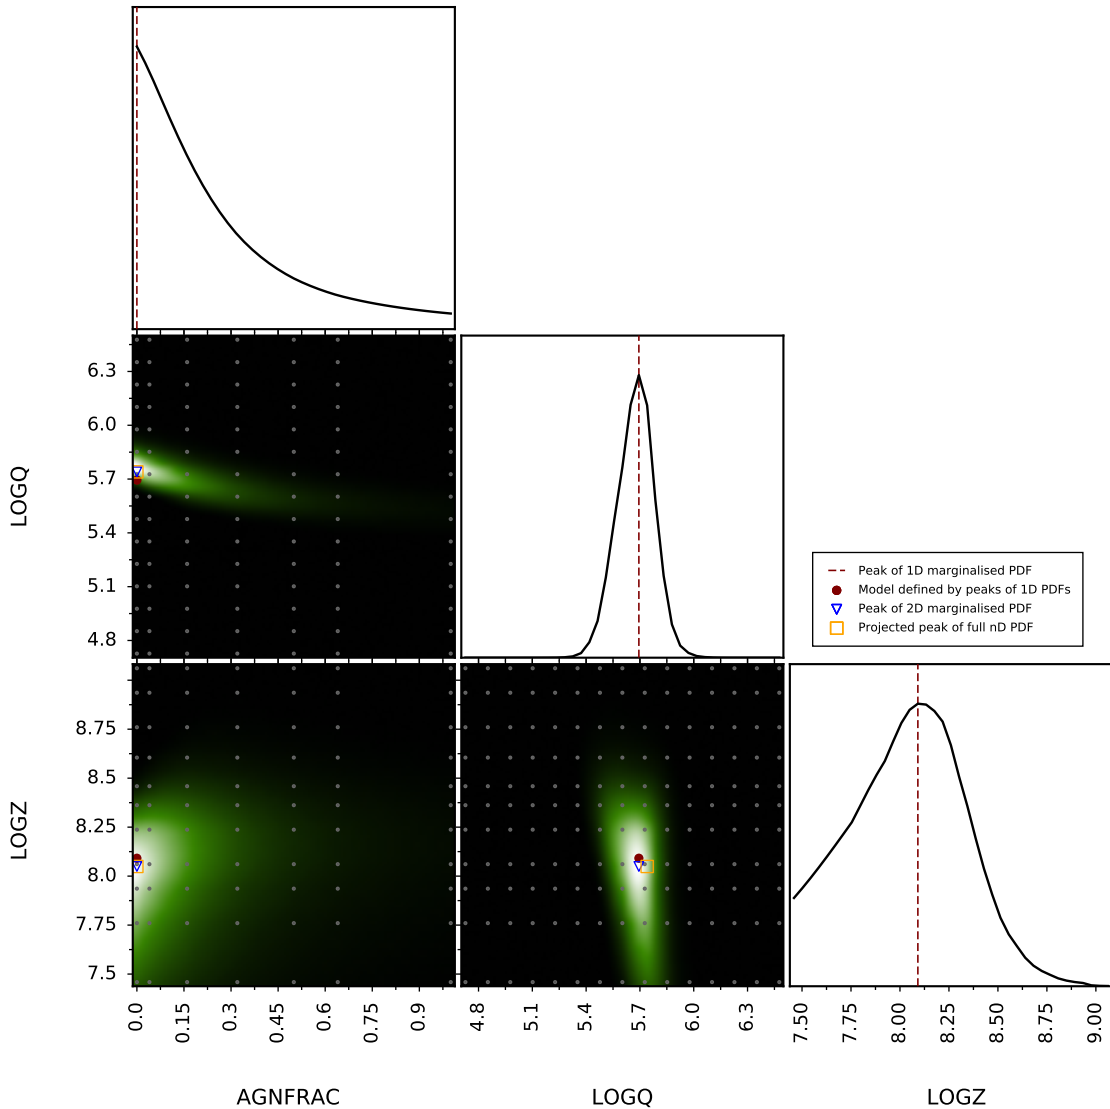 6.3
6.0
5.7
5.4
5.1
4.8
LOGQ
Peak of 1D marginalised PDF
Model defined by peaks of 1D PDFs
Peak of 2D marginalised PDF
Projected peak of full nD PDF
8.75
8.5
8.25
8.0
7.75
7.5
LOGZ
0.0 0.15 0.3 0.45 0.6 0.75 0.9
4.8 5.1 5.4 5.7 6.0 6.3
7.50 7.75 8.00 8.25 8.50 8.75 9.00
AGNFRAC LOGQ LOGZ